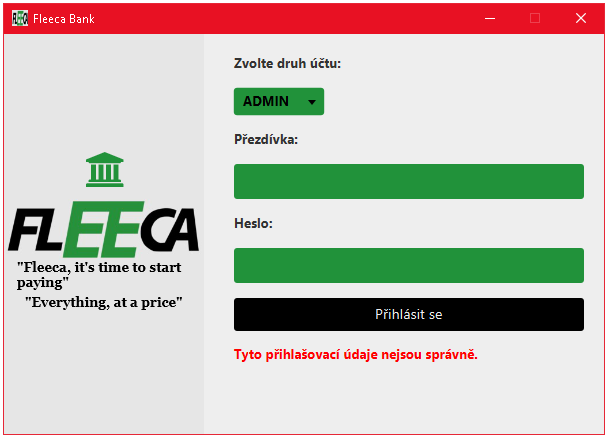 Fleeca Bank
Zvolte druh účtu:
ADMIN
Přezdívka:
FLEECA
"Fleeca, it's time to start
paying"
"Everything, at a price"
Heslo:
Přihlásit se
Tyto přihlašovací údaje nejsou správně.